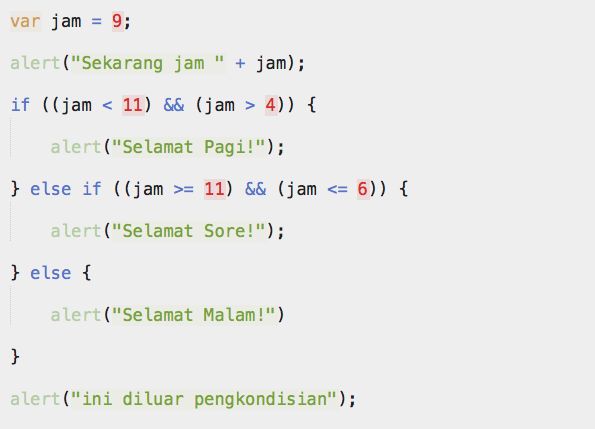 var jam = 9;
alert("Sekarang jam " + jam);
if ((jam < 11) && (jam > 4)) {
    alert("Selamat Pagi!");
} else if ((jam >= 11) && (jam <= 6)) {
    alert("Selamat Sore!");
} else {
    alert("Selamat Malam!")
}
alert("ini diluar pengkondisian");